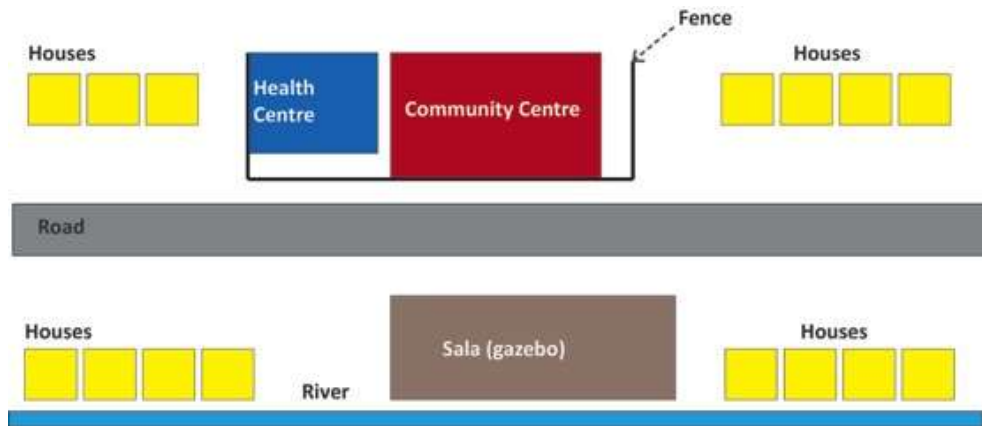 Fence
Houses
Houses
Health
Centre
Community Centre
Road
Houses
Houses
Sala (gazebo)
River